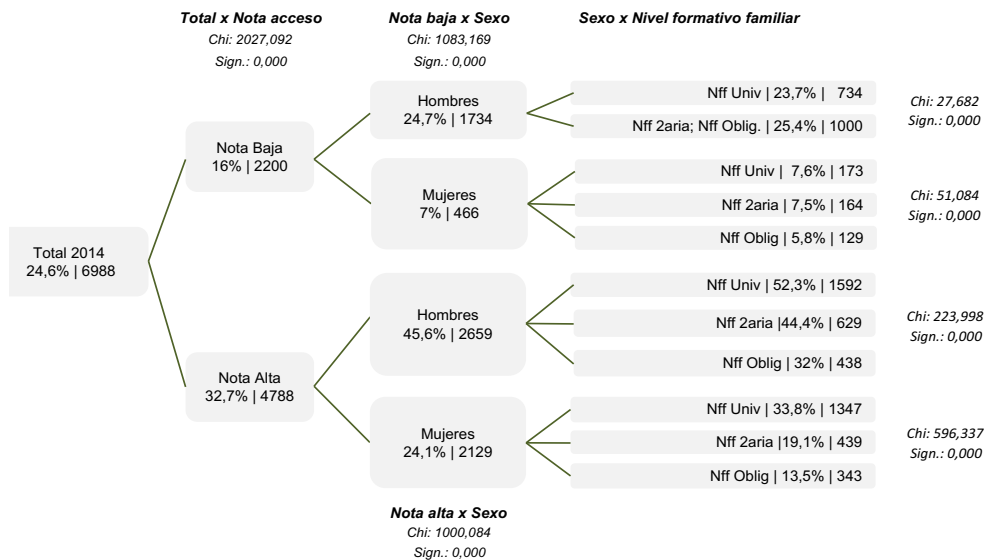 Total x Nota acceso
Chi: 2027,092
Sign.: 0,000
Nota baja x Sexo
Chi: 1083,169
Sign.: 0,000
Sexo x Nivel formativo familiar
Total 2014
24,6% | 6988
Nota Baja
16% | 2200
Nota Alta
32,7% | 4788
Hombres
24,7% | 1734
Mujeres
7% | 466
Hombres
45,6% | 2659
Mujeres
24,1% | 2129
Nff Univ | 23,7% | 734
Nff 2aria; Nff Oblig. | 25,4% | 1000
Chi: 27,682
Sign.: 0,000
Nff Univ | 7,6% | 173
Nff 2aria | 7,5% | 164
Nff Oblig | 5,8% | 129
Chi: 51,084
Sign.: 0,000
Nff Univ | 52,3% | 1592
Nff 2aria |44,4% | 629
Nff Oblig | 32% | 438
Chi: 223,998
Sign.: 0,000
Nff Univ | 33,8% | 1347
Nff 2aria |19,1% | 439
Nff Oblig | 13,5% | 343
Chi: 596,337
Sign.: 0,000
Nota alta x Sexo
Chi: 1000,084
Sign.: 0,000